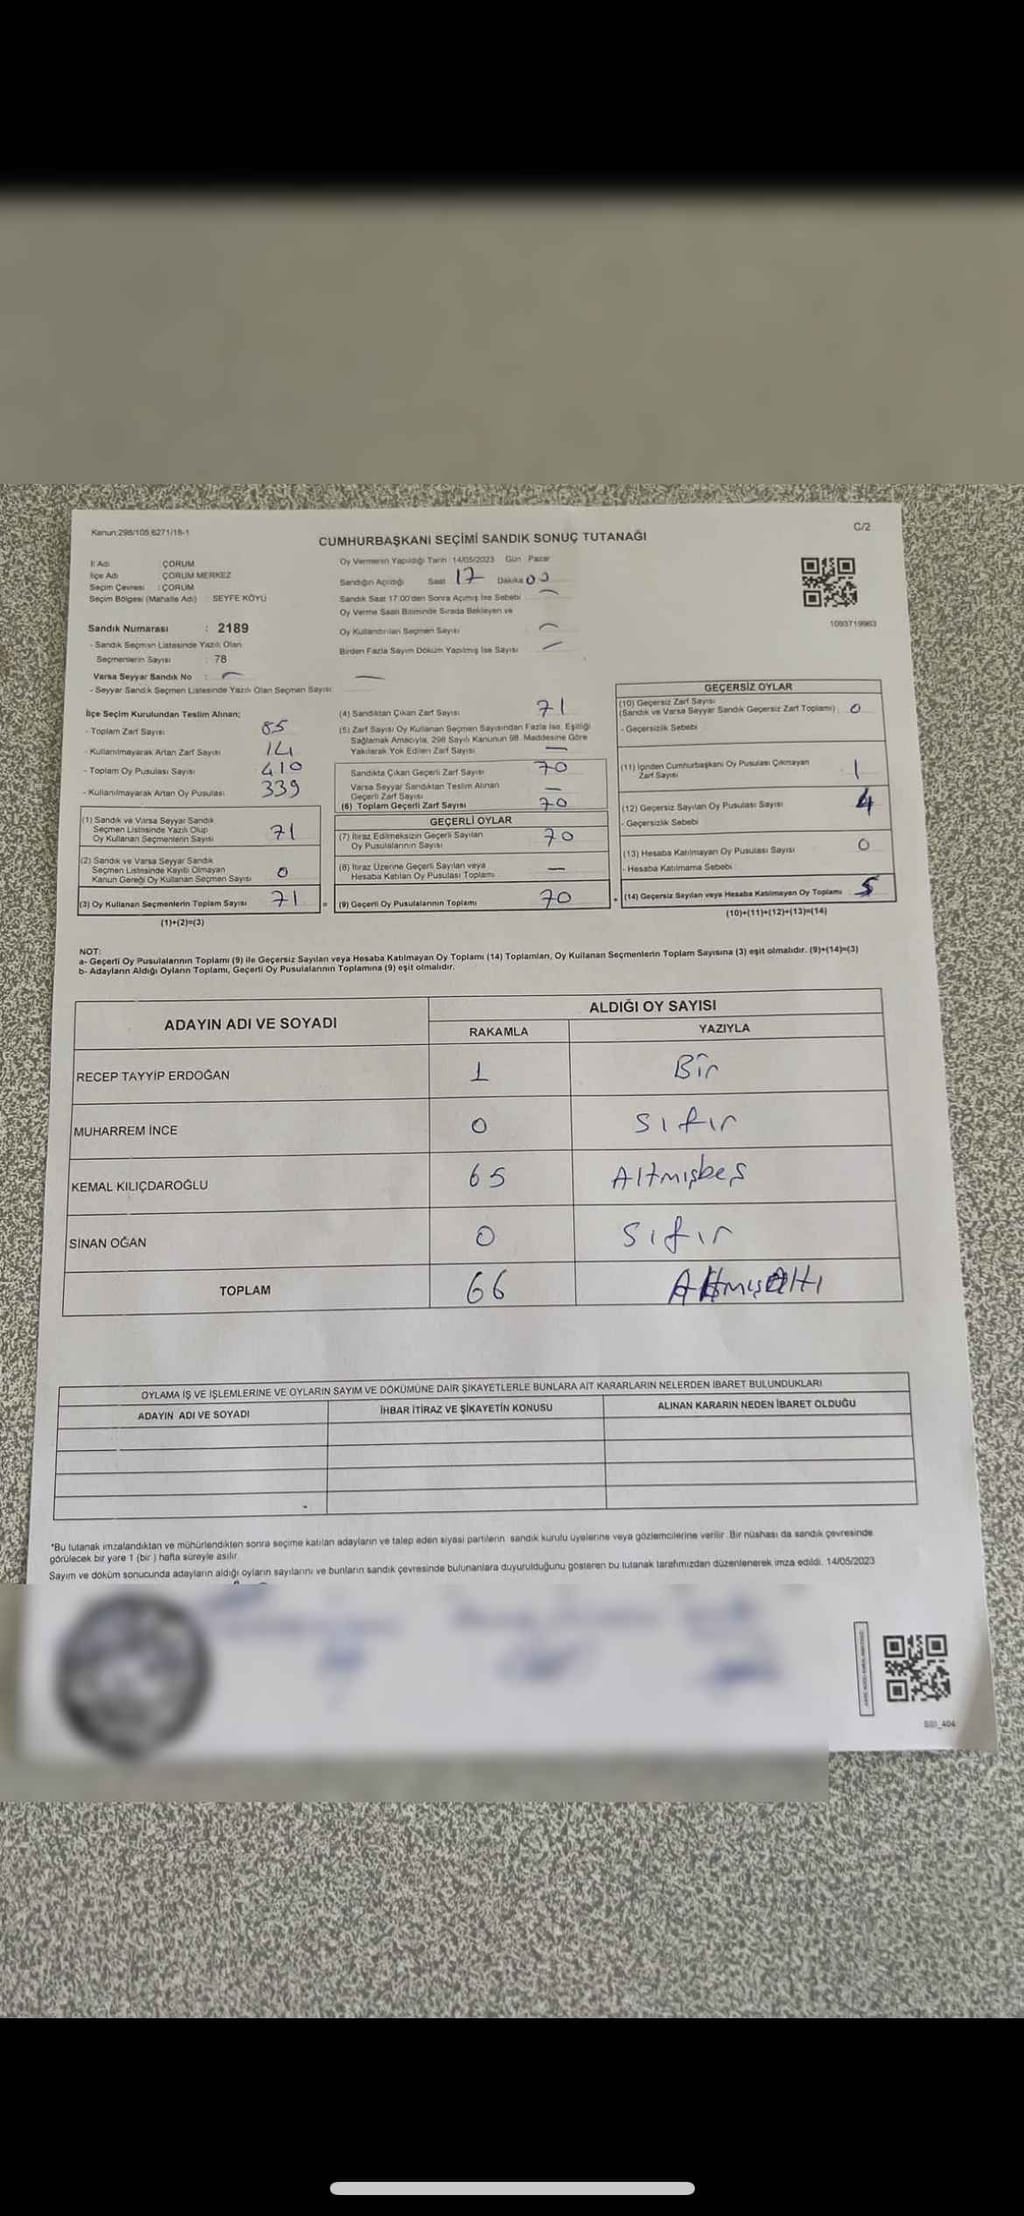 Kanun:298/105,6271/18-1
C/2
CUMHURBAŞKANI SEÇİMİ SANDIK SONUÇ TUTANAĞI
İl Adı : ÇORUM
İlçe Adı : ÇORUM MERKEZ
Seçim Çevresi : ÇORUM
Seçim Bölgesi (Mahalle Adı) : SEYFE KÖYÜ
Sandık Numarası : 2189
- Sandık Seçmen Listesinde Yazılı Olan
Seçmenlerin Sayısı : 78
Varsa Seyyar Sandık No : —
- Seyyar Sandık Seçmen Listesinde Yazılı Olan Seçmen Sayısı —
Oy Vermenin Yapıldığı Tarih : 14/05/2023 Gün : Pazar
Sandığın Açıldığı Saat 17 Dakika 00
Sandık Saat 17:00'den Sonra Açılmış İse Sebebi —
Oy Verme Saati Bitiminde Sırada Bekleyen ve
Oy Kullandırılan Seçmen Sayısı —
Birden Fazla Sayım Döküm Yapılmış İse Sayısı —
1093719963
İlçe Seçim Kurulundan Teslim Alınan;
- Toplam Zarf Sayısı 85
- Kullanılmayarak Artan Zarf Sayısı 14
- Toplam Oy Pusulası Sayısı 410
- Kullanılmayarak Artan Oy Pusulası 339
(1) Sandık ve Varsa Seyyar Sandık
Seçmen Listesinde Yazılı Olup
Oy Kullanan Seçmenlerin Sayısı 71
(2) Sandık ve Varsa Seyyar Sandık
Seçmen Listesinde Kayıtlı Olmayan
Kanun Gereği Oy Kullanan Seçmen Sayısı 0
(3) Oy Kullanan Seçmenlerin Toplam Sayısı 71
(1)+(2)=(3)
(4) Sandıktan Çıkan Zarf Sayısı 71
(5) Zarf Sayısı Oy Kullanan Seçmen Sayısından Fazla İse, Eşitliği
Sağlamak Amacıyla, 298 Sayılı Kanunun 98. Maddesine Göre
Yakılarak Yok Edilen Zarf Sayısı —
Sandıkta Çıkan Geçerli Zarf Sayısı 70
Varsa Seyyar Sandıktan Teslim Alınan
Geçerli Zarf Sayısı —
(6) Toplam Geçerli Zarf Sayısı 70
GEÇERLİ OYLAR
(7) İtiraz Edilmeksizin Geçerli Sayılan
Oy Pusulalarının Sayısı 70
(8) İtiraz Üzerine Geçerli Sayılan veya
Hesaba Katılan Oy Pusulası Toplamı —
= (9) Geçerli Oy Pusulalarının Toplamı 70
GEÇERSİZ OYLAR
(10) Geçersiz Zarf Sayısı
(Sandık ve Varsa Seyyar Sandık Geçersiz Zarf Toplamı) 0
- Geçersizlik Sebebi
(11) İçinden Cumhurbaşkanı Oy Pusulası Çıkmayan
Zarf Sayısı 1
(12) Geçersiz Sayılan Oy Pusulası Sayısı 4
- Geçersizlik Sebebi
(13) Hesaba Katılmayan Oy Pusulası Sayısı 0
- Hesaba Katılmama Sebebi
+ (14) Geçersiz Sayılan veya Hesaba Katılmayan Oy Toplamı 5
(10)+(11)+(12)+(13)=(14)
NOT:
a- Geçerli Oy Pusulalarının Toplamı (9) ile Geçersiz Sayılan veya Hesaba Katılmayan Oy Toplamı (14) Toplamları, Oy Kullanan Seçmenlerin Toplam Sayısına (3) eşit olmalıdır. (9)+(14)=(3)
b- Adayların Aldığı Oyların Toplamı, Geçerli Oy Pusulalarının Toplamına (9) eşit olmalıdır.
ADAYIN ADI VE SOYADI
ALDIĞI OY SAYISI
RAKAMLA YAZIYLA
RECEP TAYYİP ERDOĞAN 1 Bir
MUHARREM İNCE 0 sıfır
KEMAL KILIÇDAROĞLU 65 Altmışbeş
SİNAN OĞAN 0 sıfır
TOPLAM 66 Altmışaltı
OYLAMA İŞ VE İŞLEMLERİNE VE OYLARIN SAYIM VE DÖKÜMÜNE DAİR ŞİKAYETLERLE BUNLARA AİT KARARLARIN NELERDEN İBARET BULUNDUKLARI
ADAYIN ADI VE SOYADI İHBAR İTİRAZ VE ŞİKAYETİN KONUSU ALINAN KARARIN NEDEN İBARET OLDUĞU
*Bu tutanak imzalandıktan ve mühürlendikten sonra seçime katılan adayların ve talep eden siyasi partilerin sandık kurulu üyelerine veya gözlemcilerine verilir. Bir nüshası da sandık çevresinde
görülecek bir yere 1 (bir) hafta süreyle asılır.
Sayım ve döküm sonucunda adayların aldığı oyların sayılarını ve bunların sandık çevresinde bulunanlara duyurulduğunu gösteren bu tutanak tarafımızdan düzenlenerek imza edildi. 14/05/2023